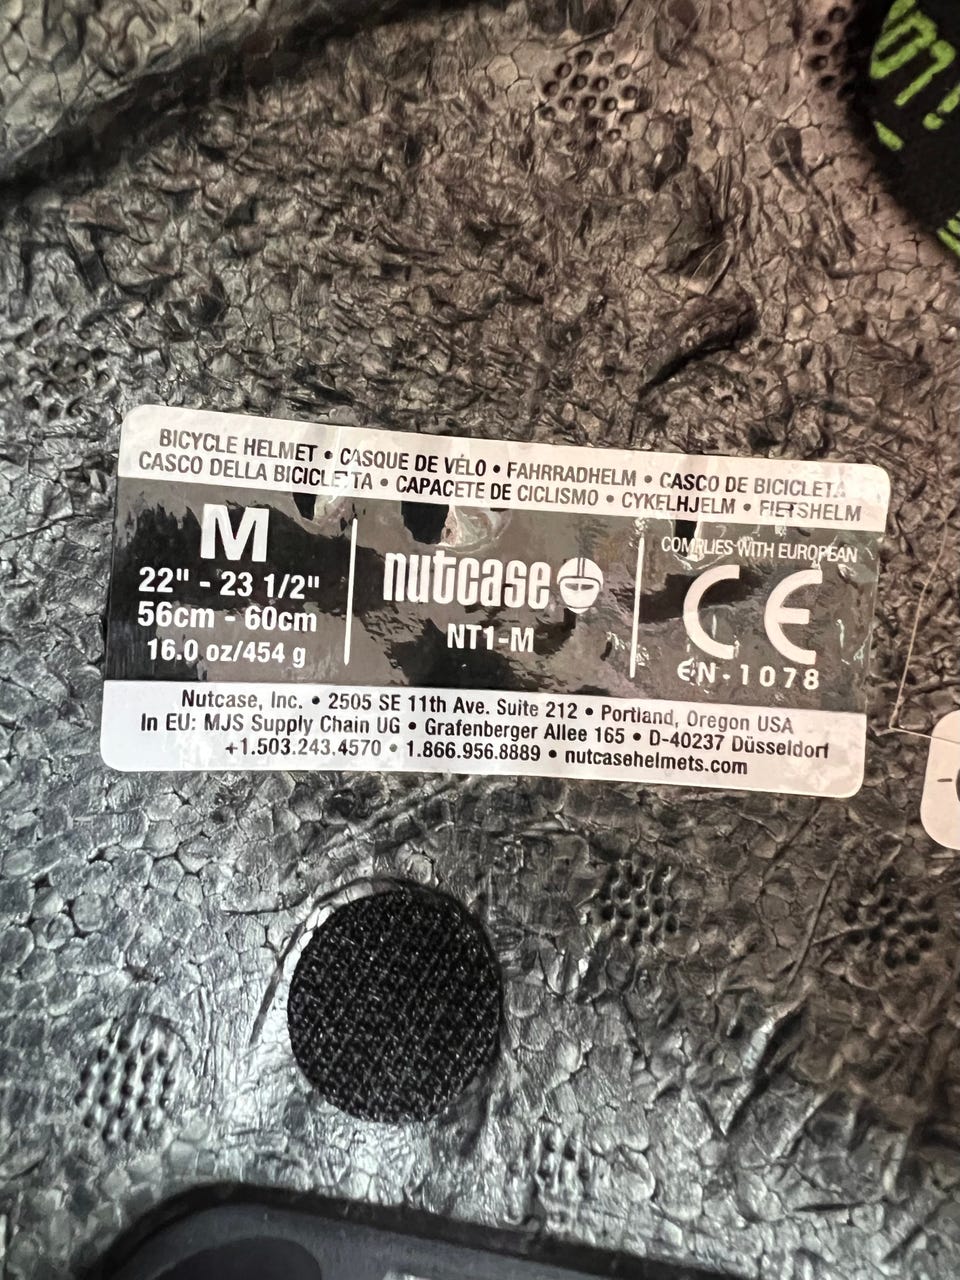 BICYCLE HELMET • CASQUE DE VÉLO • FAHRRADHELM • CASCO DE BICICLETA
CASCO DELLA BICICLETTA • CAPACETE DE CICLISMO • CYKELHJELM • FIETSHELM
M
22" - 23 1/2"
56cm - 60cm
16.0 oz/454 g
nutcase
NT1-M
COMPLIES WITH EUROPEAN
CE
EN-1078
Nutcase, Inc. • 2505 SE 11th Ave. Suite 212 • Portland, Oregon USA
In EU: MJS Supply Chain UG • Grafenberger Allee 165 • D-40237 Düsseldorf
+1.503.243.4570 • 1.866.956.8889 • nutcasehelmets.com